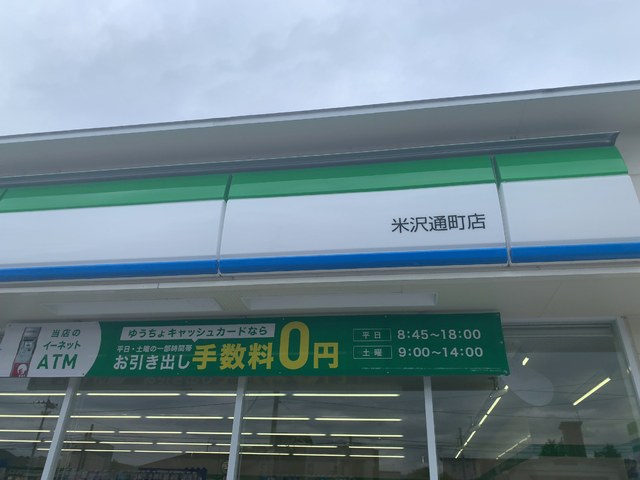 米沢通町店
当店の
イーネット
ATM
ゆうちょキャッシュカードなら
平日・土曜の一部時間帯
お引き出し手数料0円
平日 8:45~18:00
土曜 9:00~14:00